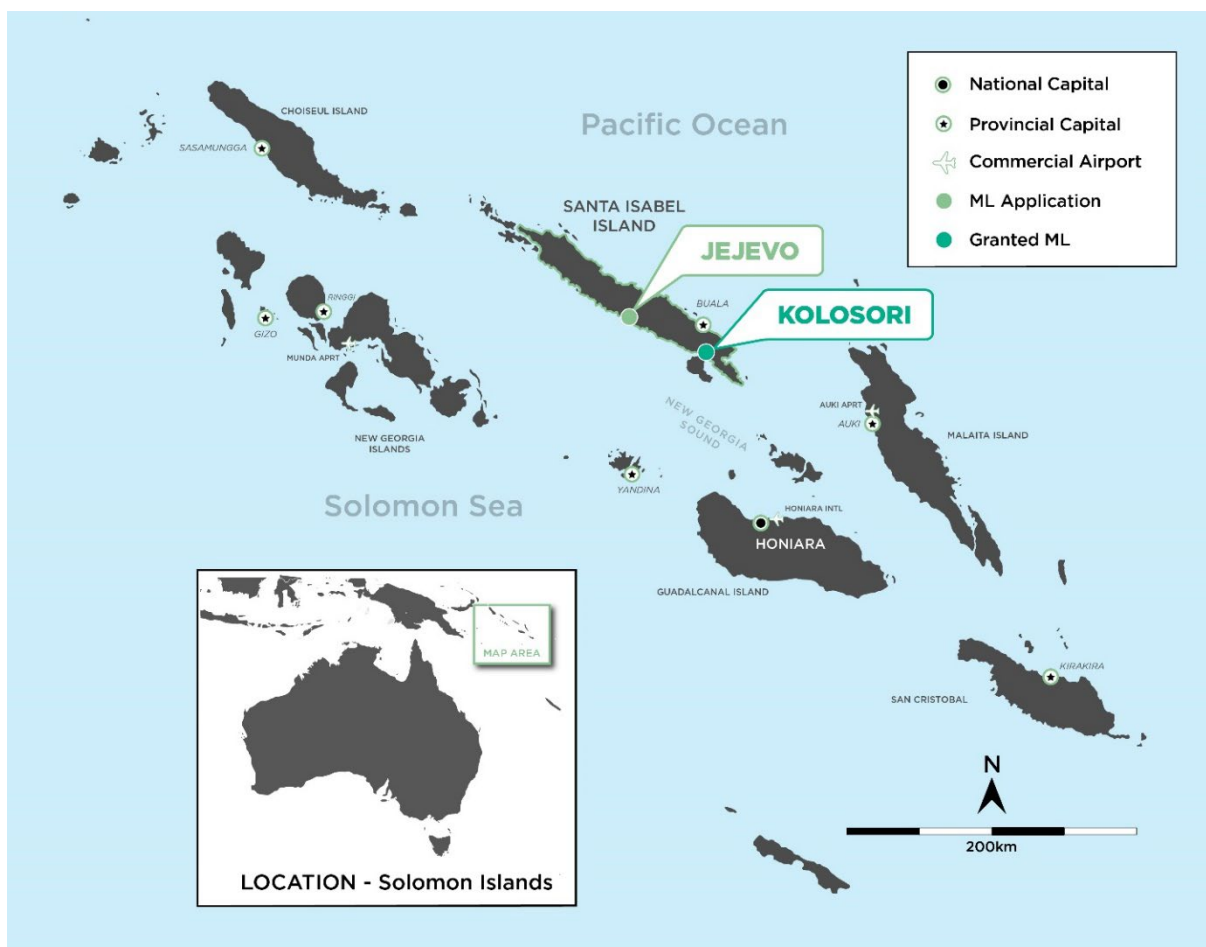 National Capital
Provincial Capital
Commercial Airport
ML Application
Granted ML
CHOISEUL ISLAND
SASAMUNGGA
Pacific Ocean
SANTA ISABEL
ISLAND
JEJEVO
BUALA
KOLOSORI
RINGGI
GIZO
MUNDA APRT
NEW GEORGIA
ISLANDS
NEW GEORGIA
SOUND
AUKI APRT
AUKI
MALAITA ISLAND
YANDINA
Solomon Sea
HONIARA INTL
HONIARA
GUADALCANAL ISLAND
KIRAKIRA
SAN CRISTOBAL
MAP AREA
LOCATION - Solomon Islands
N
200km